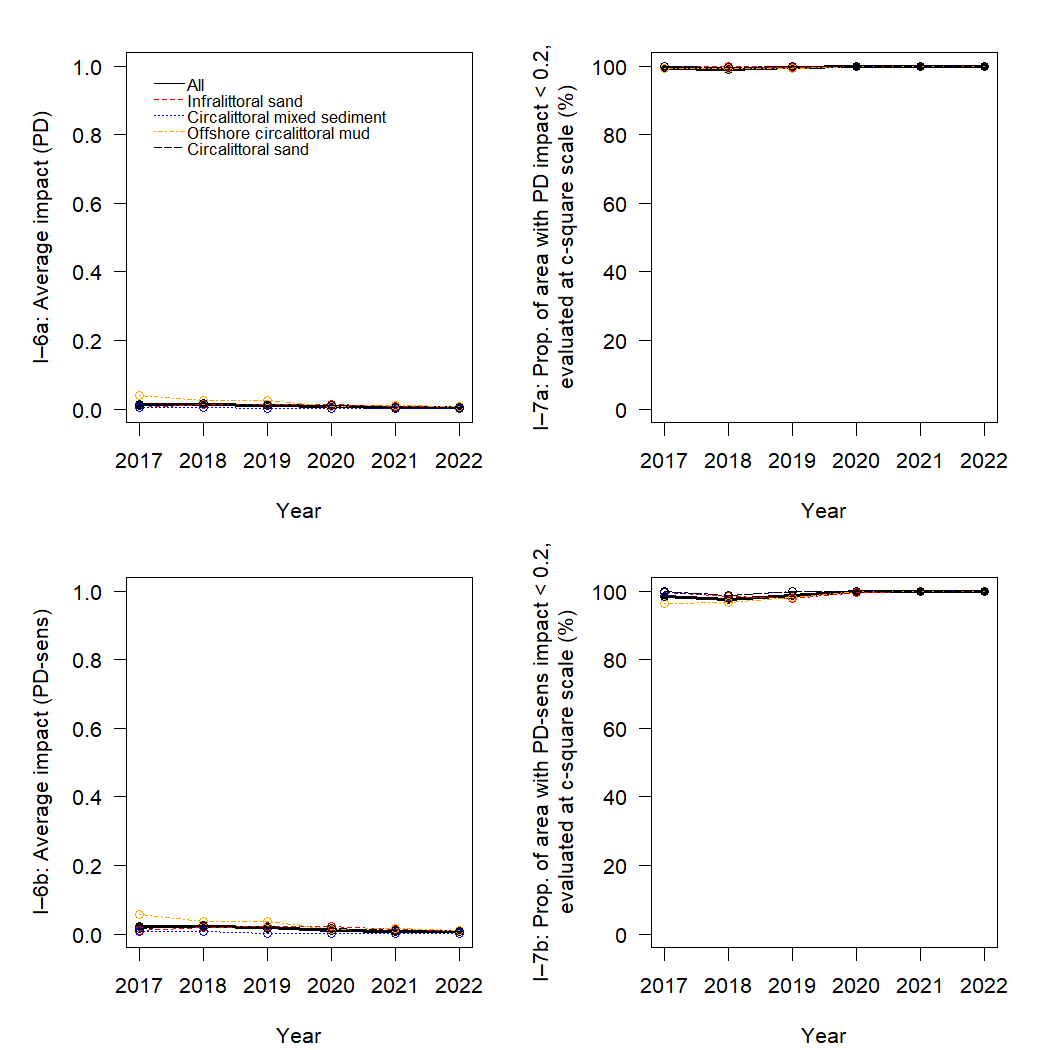 I–6a: Average impact (PD)
1.0
0.8
0.6
0.4
0.2
0.0
All
Infralittoral sand
Circalittoral mixed sediment
Offshore circalittoral mud
Circalittoral sand
2017 2018 2019 2020 2021 2022
Year
I–7a: Prop. of area with PD impact < 0.2,
evaluated at c-square scale (%)
100
80
60
40
20
0
2017 2018 2019 2020 2021 2022
Year
I–6b: Average impact (PD-sens)
1.0
0.8
0.6
0.4
0.2
0.0
2017 2018 2019 2020 2021 2022
Year
I–7b: Prop. of area with PD-sens impact < 0.2,
evaluated at c-square scale (%)
100
80
60
40
20
0
2017 2018 2019 2020 2021 2022
Year